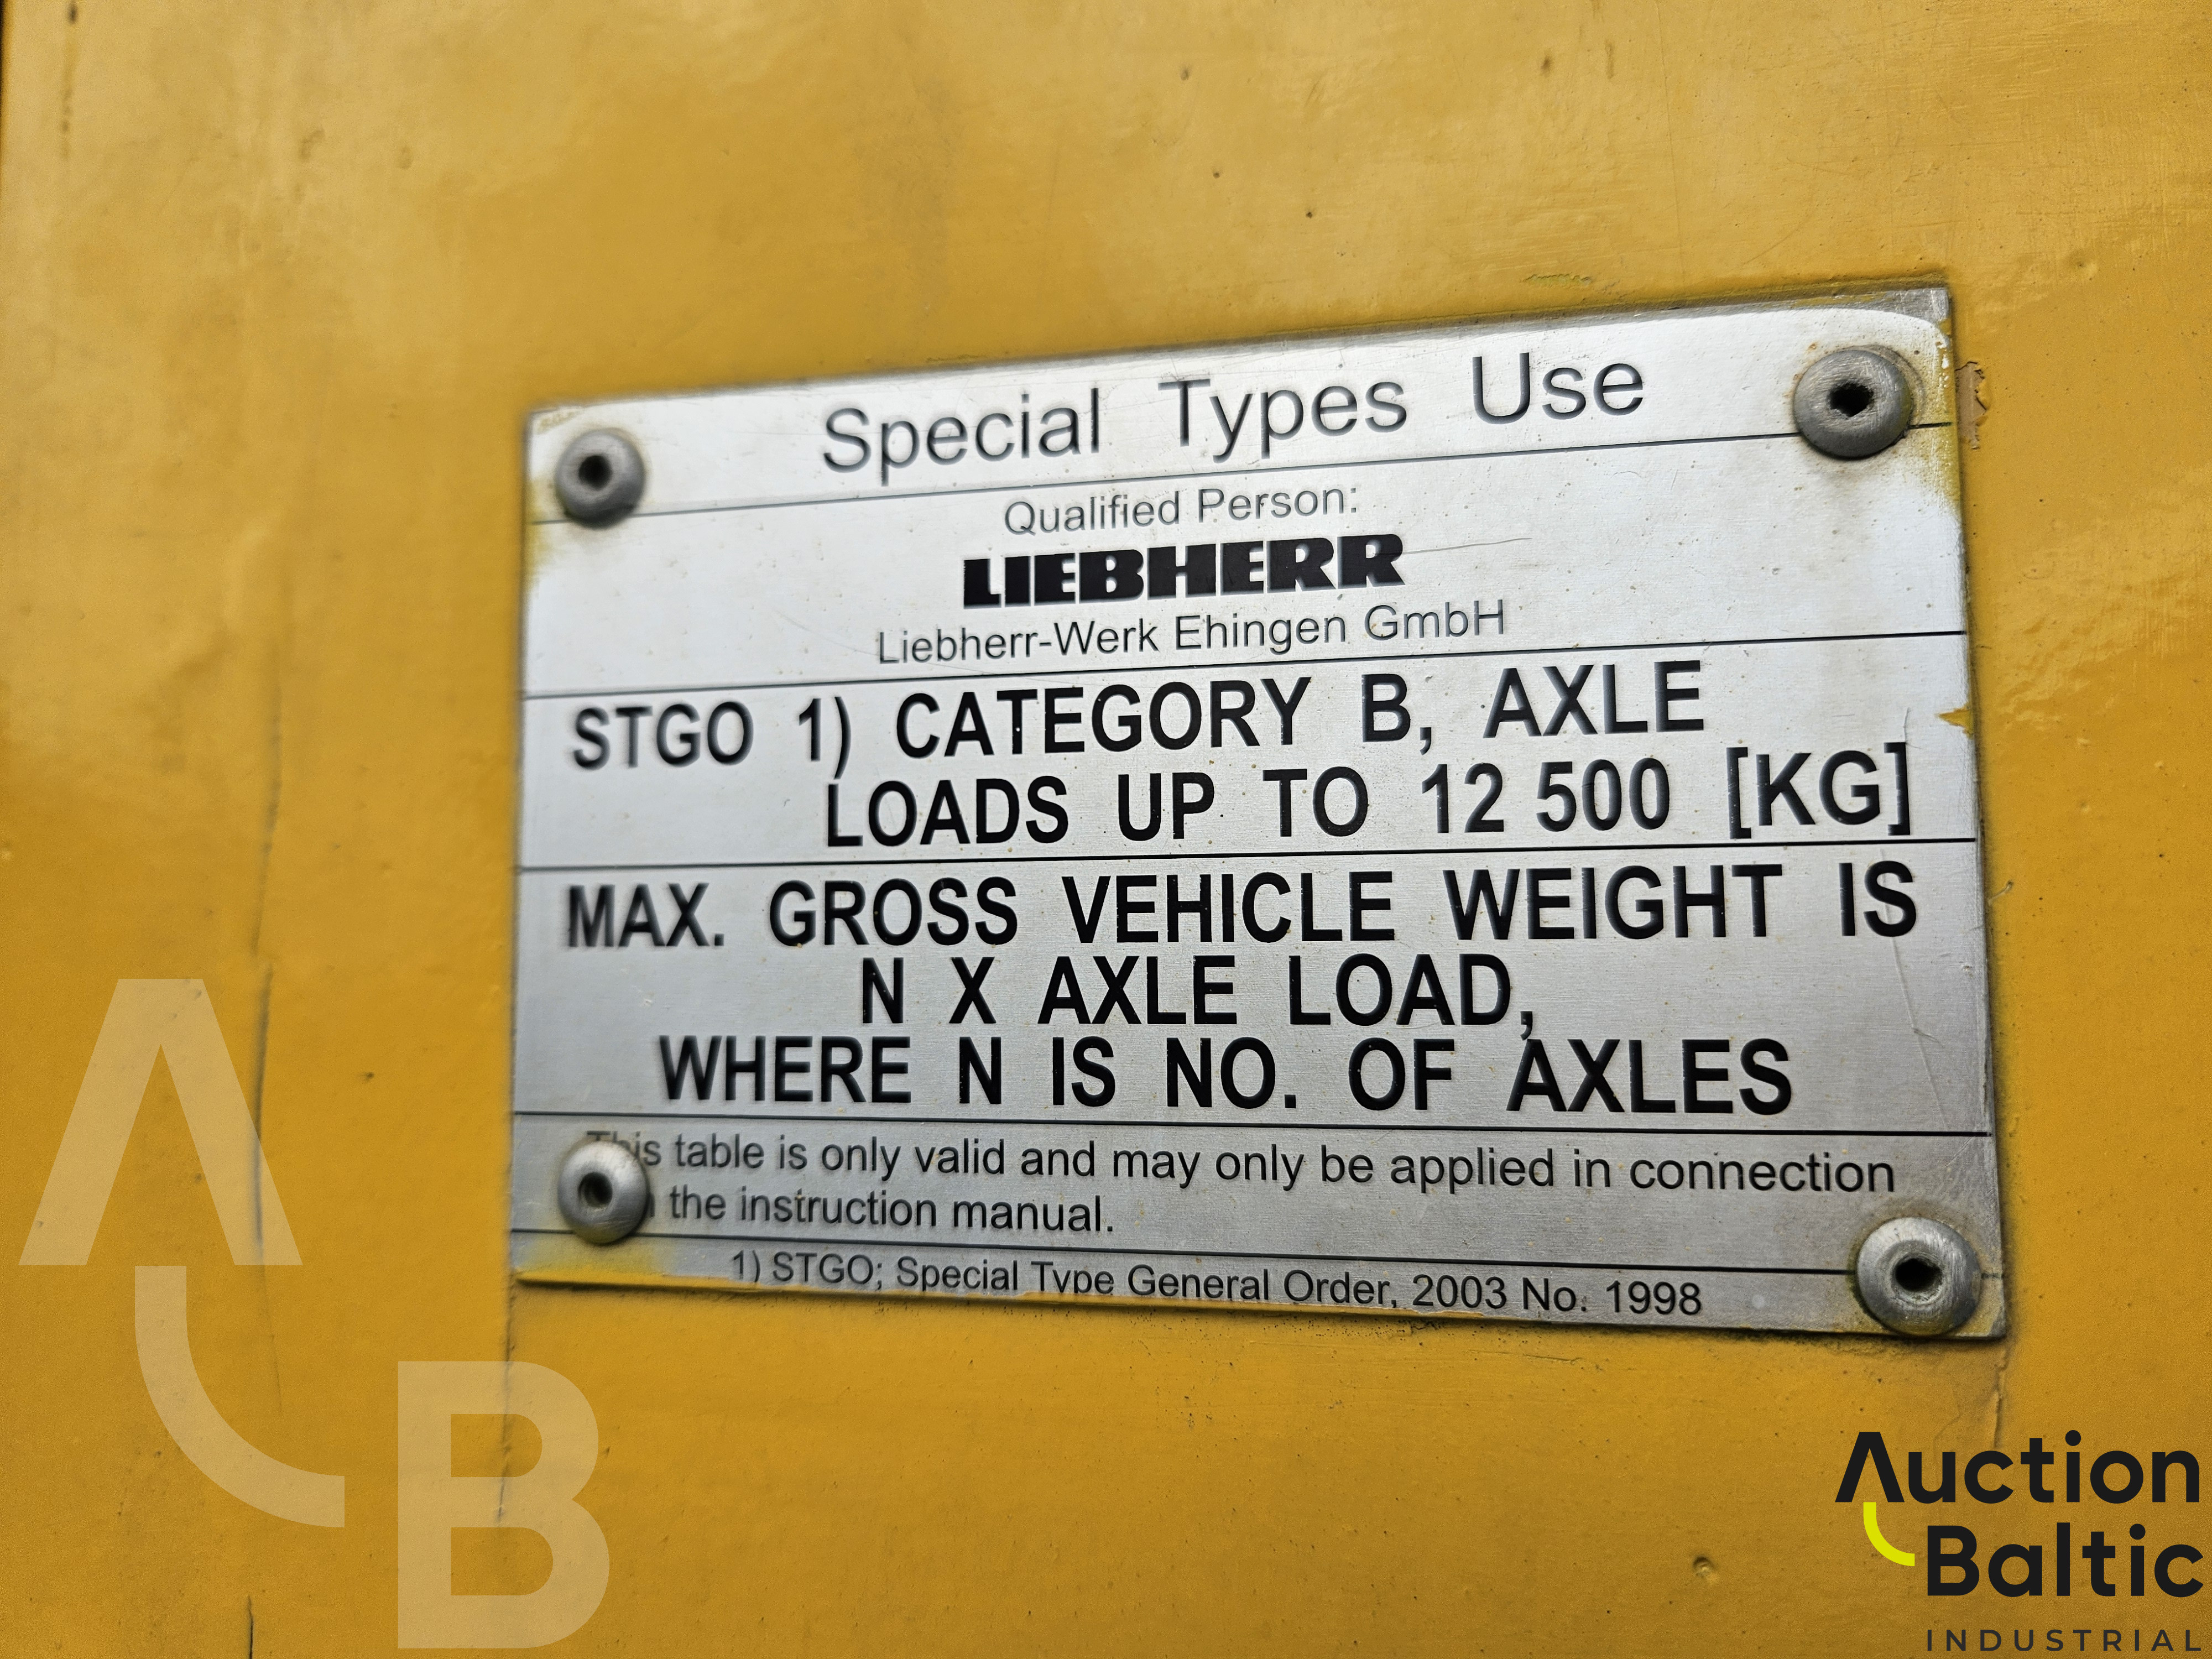 Special Types Use
Qualified Person:
LIEBHERR
Liebherr-Werk Ehingen GmbH
STGO 1) CATEGORY B, AXLE
LOADS UP TO 12 500 [KG]
MAX. GROSS VEHICLE WEIGHT IS
N X AXLE LOAD,
WHERE N IS NO. OF AXLES
This table is only valid and may only be applied in connection
the instruction manual.
1) STGO; Special Type General Order, 2003 No. 1998
A B
Auction
Baltic
INDUSTRIAL